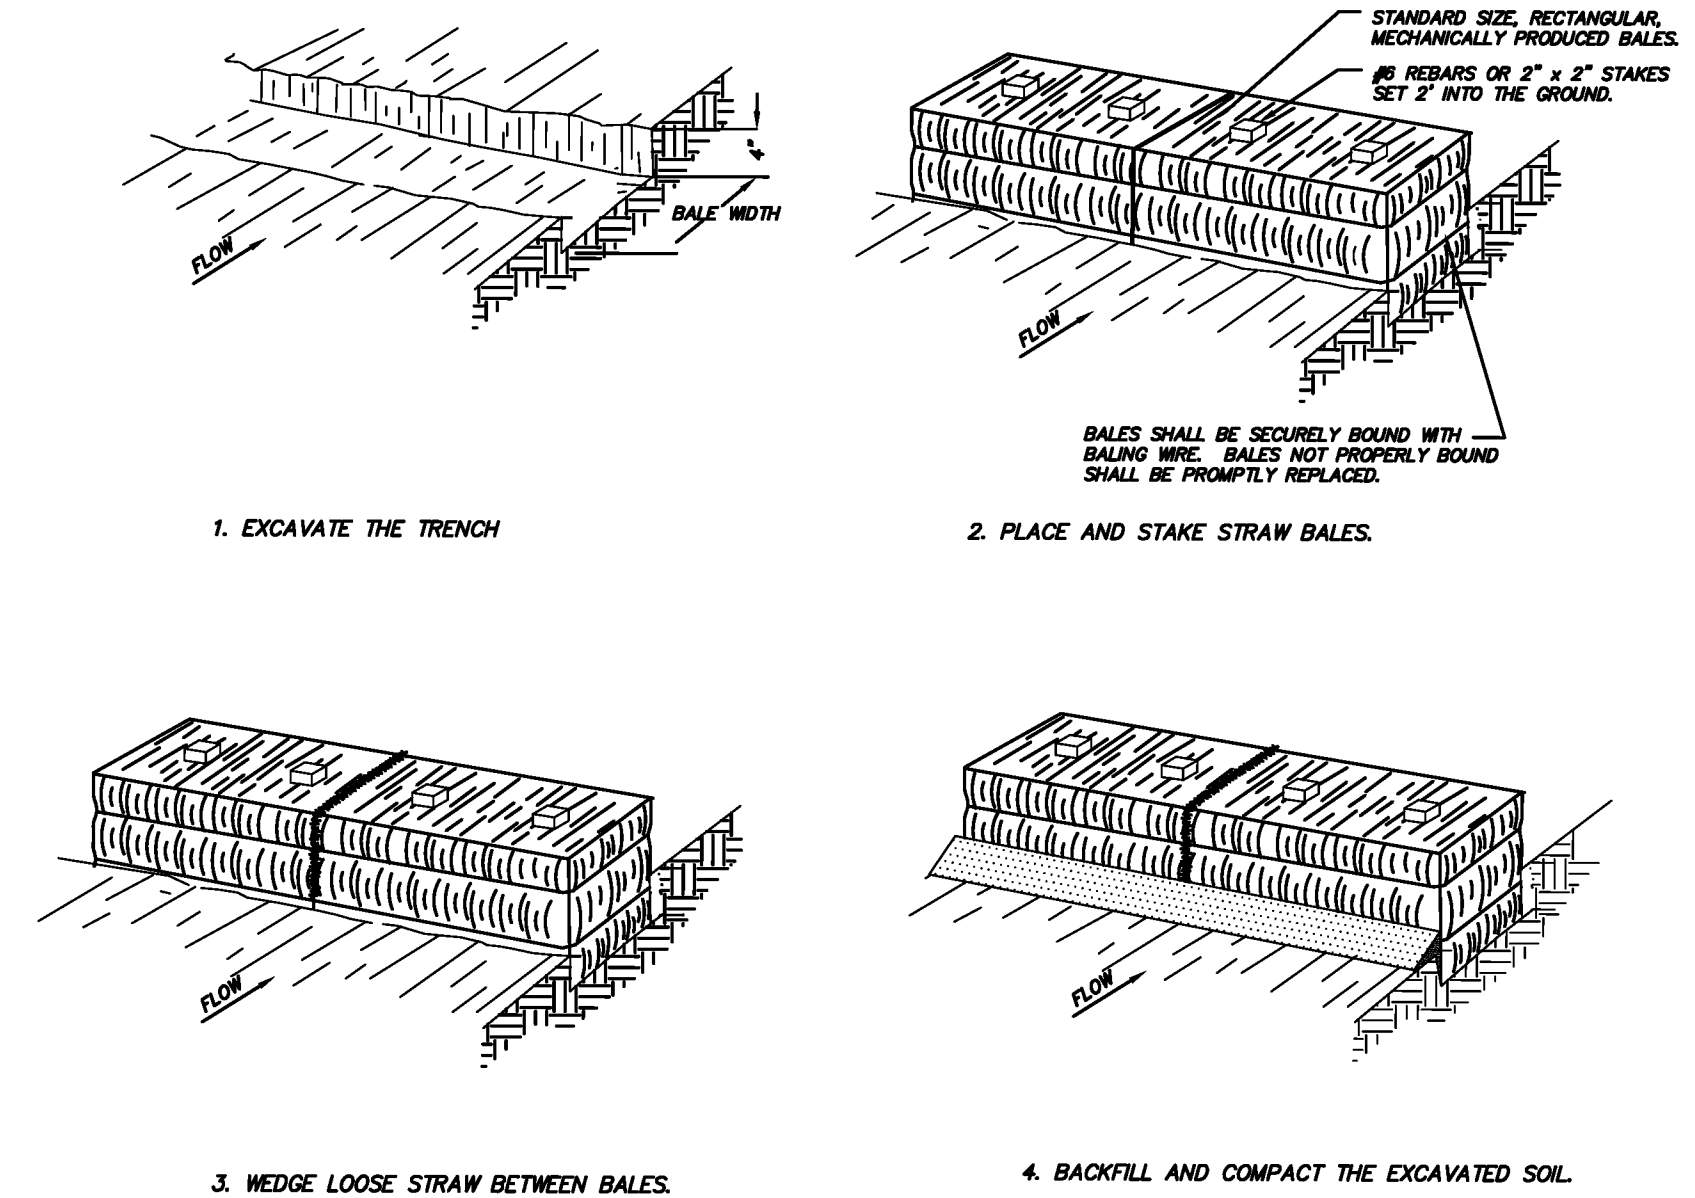 4"
BALE WIDTH
FLOW
1. EXCAVATE THE TRENCH
STANDARD SIZE, RECTANGULAR,
MECHANICALLY PRODUCED BALES.
#6 REBARS OR 2" x 2" STAKES
SET 2' INTO THE GROUND.
FLOW
BALES SHALL BE SECURELY BOUND WITH
BALING WIRE. BALES NOT PROPERLY BOUND
SHALL BE PROMPTLY REPLACED.
2. PLACE AND STAKE STRAW BALES.
FLOW
3. WEDGE LOOSE STRAW BETWEEN BALES.
FLOW
4. BACKFILL AND COMPACT THE EXCAVATED SOIL.